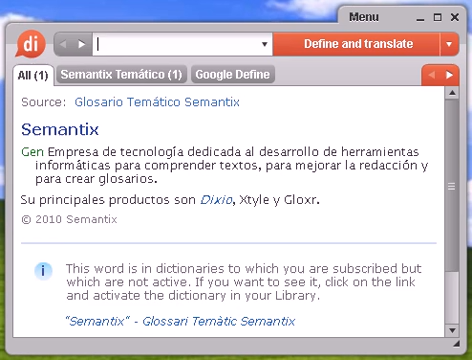 Menu
di
Define and translate
All (1) Semantix Temático (1) Google Define
Source: Glosario Temático Semantix
Semantix
Gen Empresa de tecnología dedicada al desarrollo de herramientas
informáticas para comprender textos, para mejorar la redacción y
para crear glosarios.
Su principales productos son Dixio, Xtyle y Gloxr.
© 2010 Semantix
i
This word is in dictionaries to which you are subscribed but
which are not active. If you want to see it, click on the link
and activate the dictionary in your Library.
"Semantix" - Glossari Temàtic Semantix